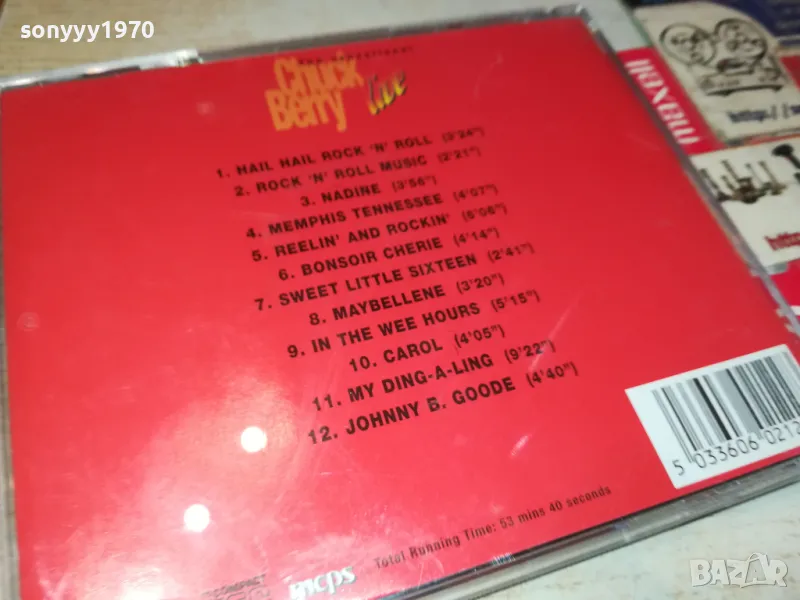 sonyyy1970
Chuck
Berry live
1. HAIL HAIL ROCK 'N' ROLL (3'24")
2. ROCK 'N' ROLL MUSIC (2'21")
3. NADINE (3'56")
4. MEMPHIS TENNESSEE (4'07")
5. REELIN' AND ROCKIN' (6'06")
6. BONSOIR CHERIE (4'14")
7. SWEET LITTLE SIXTEEN (2'41")
8. MAYBELLENE (3'20")
9. IN THE WEE HOURS (5'15")
10. CAROL (4'05")
11. MY DING-A-LING (9'22")
12. JOHNNY B. GOODE (4'40")
5 033606 0212
mcps
Total Running Time: 53 mins 40 seconds
COMPACT
maxell
BAZAR